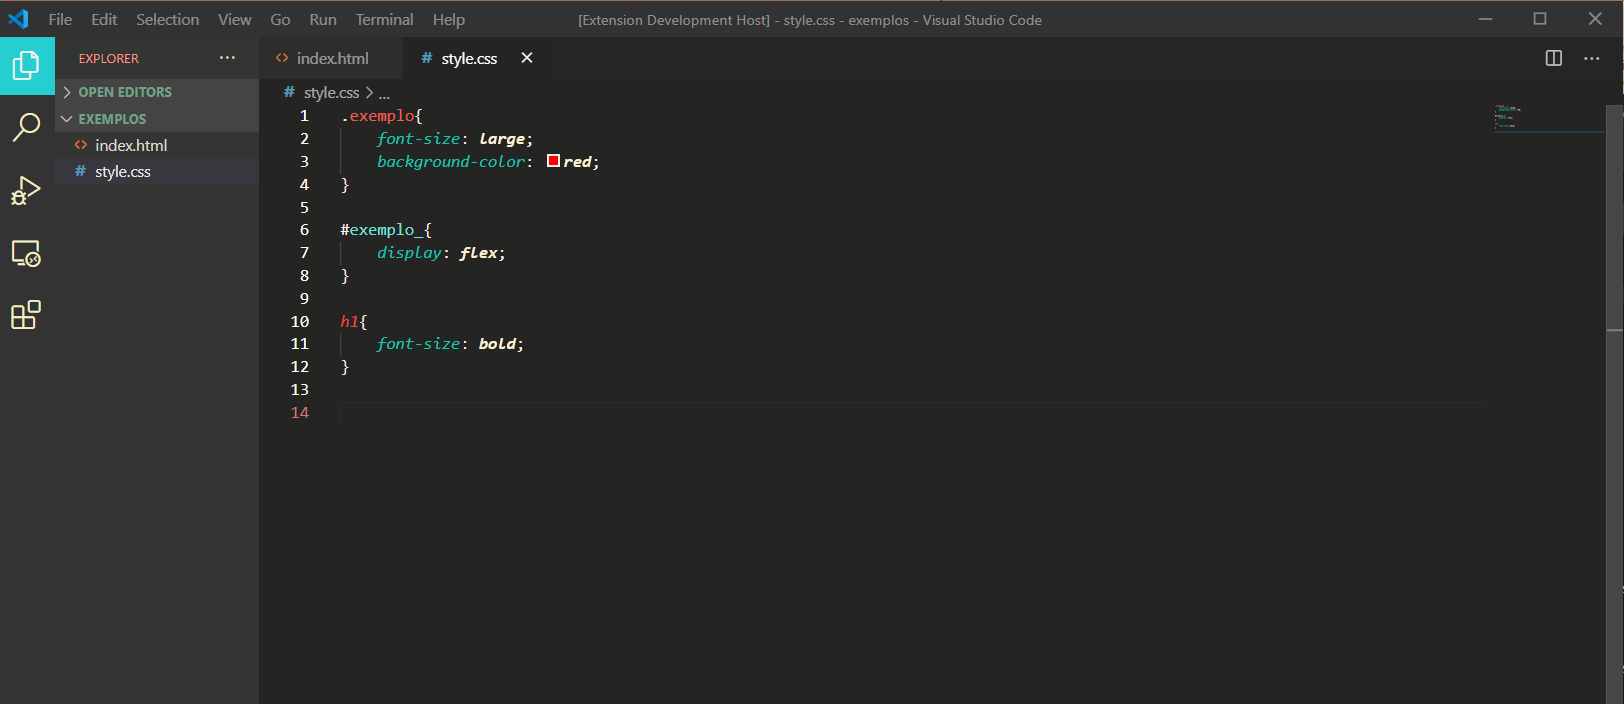 File Edit Selection View Go Run Terminal Help [Extension Development Host] - style.css - exemplos - Visual Studio Code
EXPLORER ...
OPEN EDITORS
EXEMPLOS
<> index.html
# style.css
<> index.html # style.css
# style.css > ...
1 .exemplo{
2 font-size: large;
3 background-color: red;
4 }
5
6 #exemplo_{
7 display: flex;
8 }
9
10 h1{
11 font-size: bold;
12 }
13
14